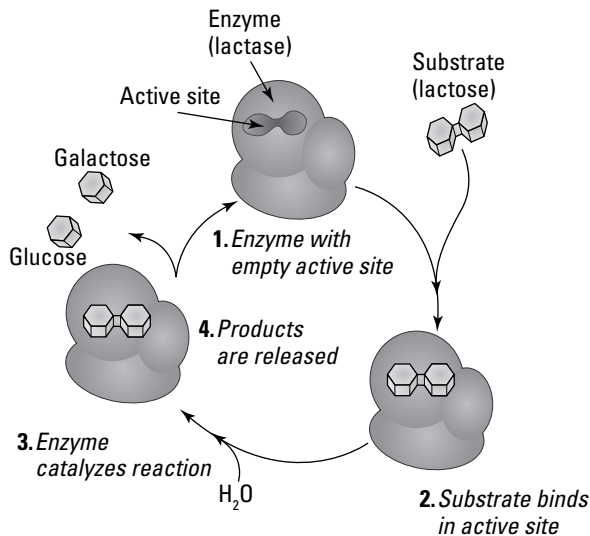 Enzyme
(lactase)
Substrate
(lactose)
Active site
Galactose
Glucose
1. Enzyme with
empty active site
4. Products
are released
3. Enzyme
catalyzes reaction
H₂O
2. Substrate binds
in active site